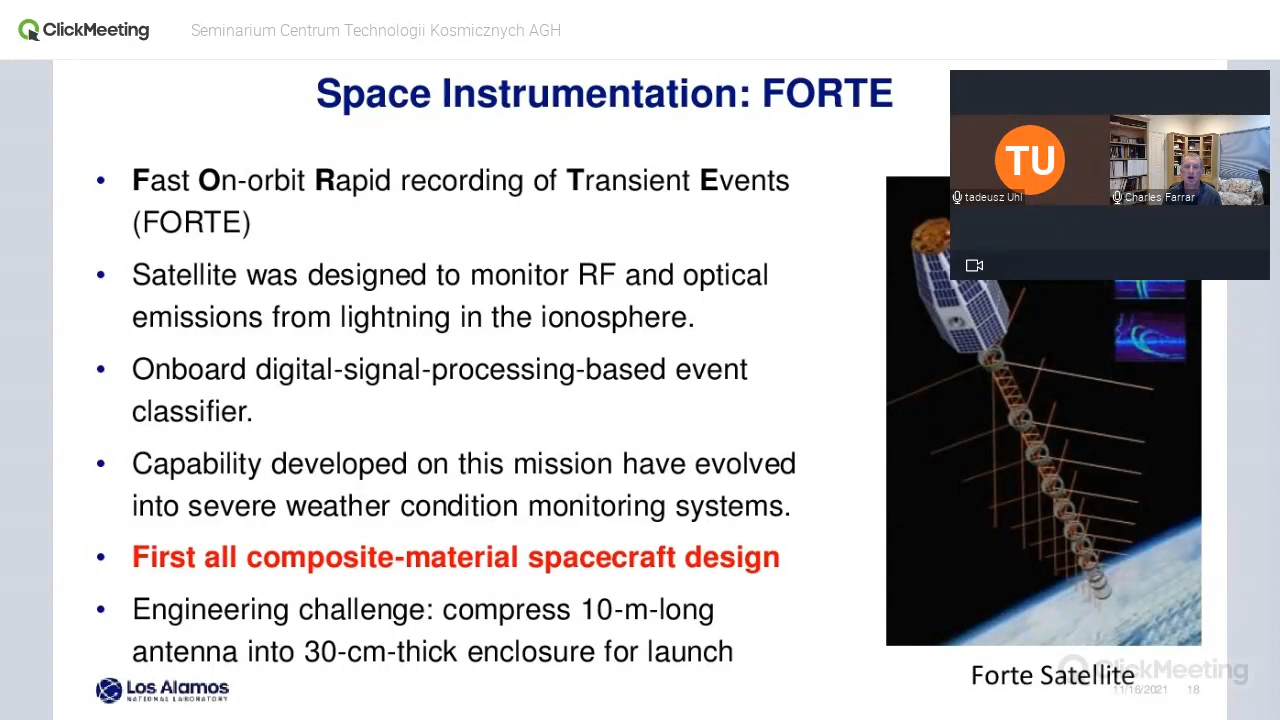 ClickMeeting
Seminarium Centrum Technologii Kosmicznych AGH
Space Instrumentation: FORTE
TU
tadeusz Uhl
Charles Farrar
• Fast On-orbit Rapid recording of Transient Events
(FORTE)
• Satellite was designed to monitor RF and optical
emissions from lightning in the ionosphere.
• Onboard digital-signal-processing-based event
classifier.
• Capability developed on this mission have evolved
into severe weather condition monitoring systems.
• First all composite-material spacecraft design
• Engineering challenge: compress 10-m-long
antenna into 30-cm-thick enclosure for launch
Forte Satellite
ClickMeeting
Los Alamos
NATIONAL LABORATORY
11/16/2021 18